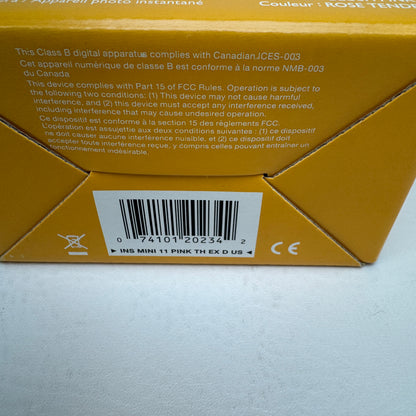 Appareil photo instantané
Couleur : ROSE TEND
This Class B digital apparatus complies with Canadian ICES-003
Cet appareil numérique de classe B est conforme à la norme NMB-003
du Canada
This device complies with Part 15 of FCC Rules. Operation is subject to
the following two conditions: (1) This device may not cause harmful
interference, and (2) this device must accept any interference received,
including interference that may cause undesired operation.
Ce dispositif est conforme à la section 15 des règlements FCC.
L'opération est assujettie aux deux conditions suivantes : (1) ce dispositif
ne doit causer aucune interférence nuisible, et (2) ce dispositif doit
accepter toute interférence reçue, y compris celles pouvant entraîner un
fonctionnement indésirable.
0 74101 20234 2
► INS MINI 11 PINK TH EX D US ◄
CE